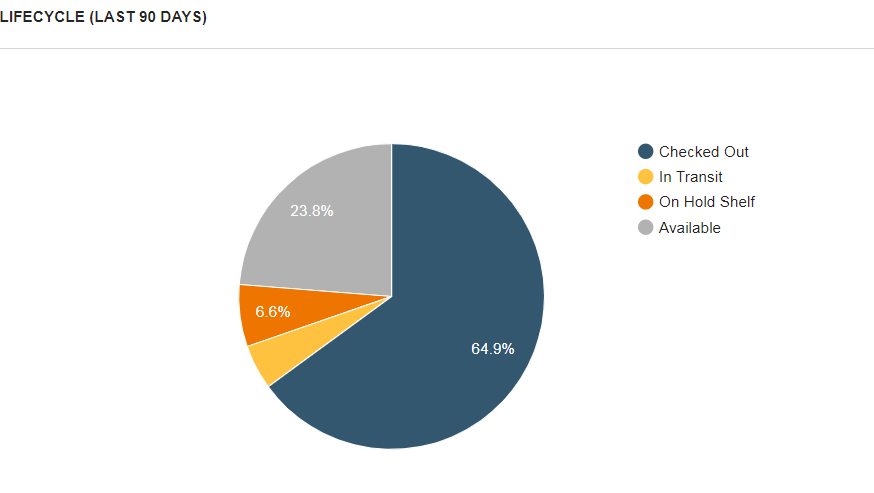 LIFECYCLE (LAST 90 DAYS)
Checked Out
In Transit
On Hold Shelf
Available
23.8%
6.6%
64.9%